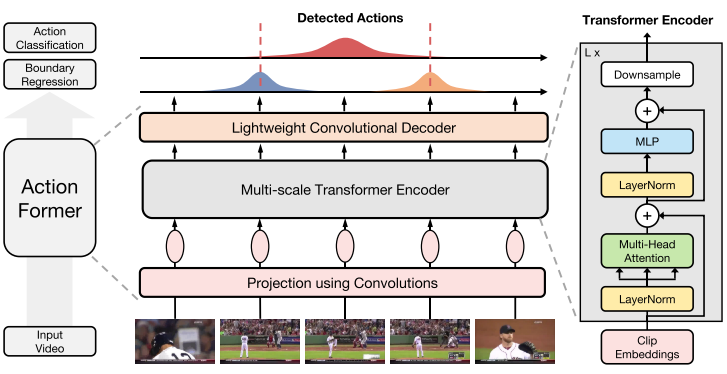 Action
Classification
Boundary
Regression
Action
Former
Input
Video
Detected Actions
Lightweight Convolutional Decoder
Multi-scale Transformer Encoder
Projection using Convolutions
Transformer Encoder
L x
Downsample
+
MLP
LayerNorm
+
Multi-Head
Attention
LayerNorm
Clip
Embeddings